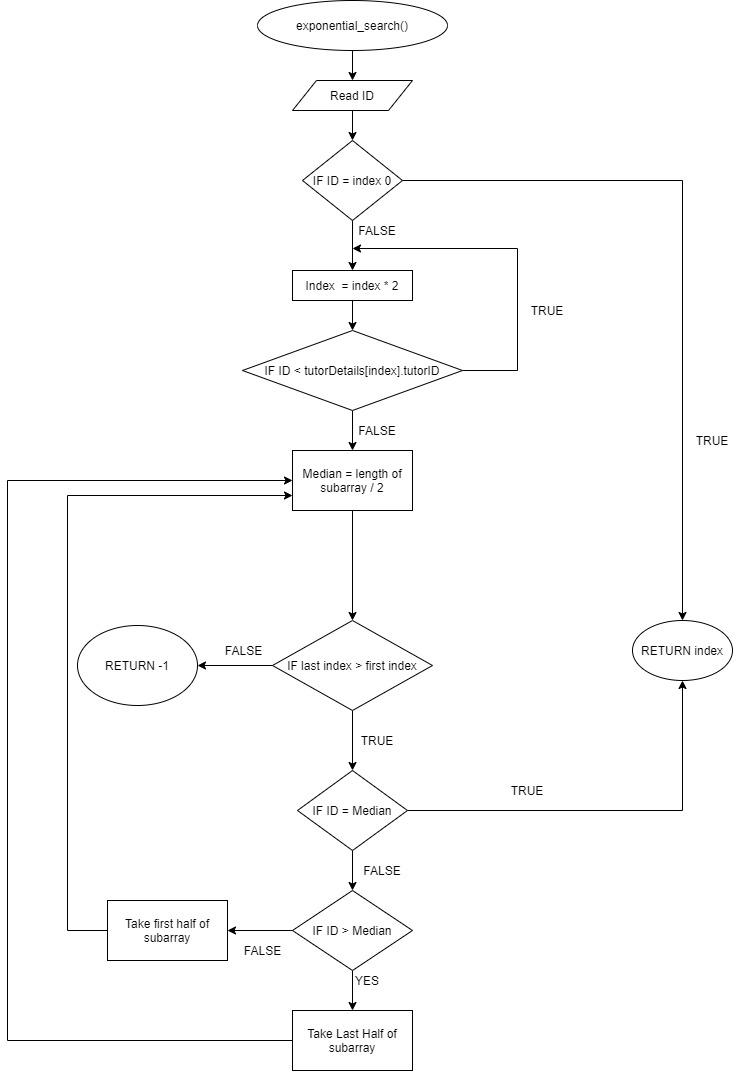 exponential_search()
Read ID
IF ID = index 0
FALSE
Index  = index * 2
TRUE
IF ID < tutorDetails[index].tutorID
FALSE
TRUE
Median = length of
subarray / 2
FALSE
RETURN -1
IF last index > first index
RETURN index
TRUE
TRUE
IF ID = Median
FALSE
Take first half of
subarray
IF ID > Median
FALSE
YES
Take Last Half of
subarray